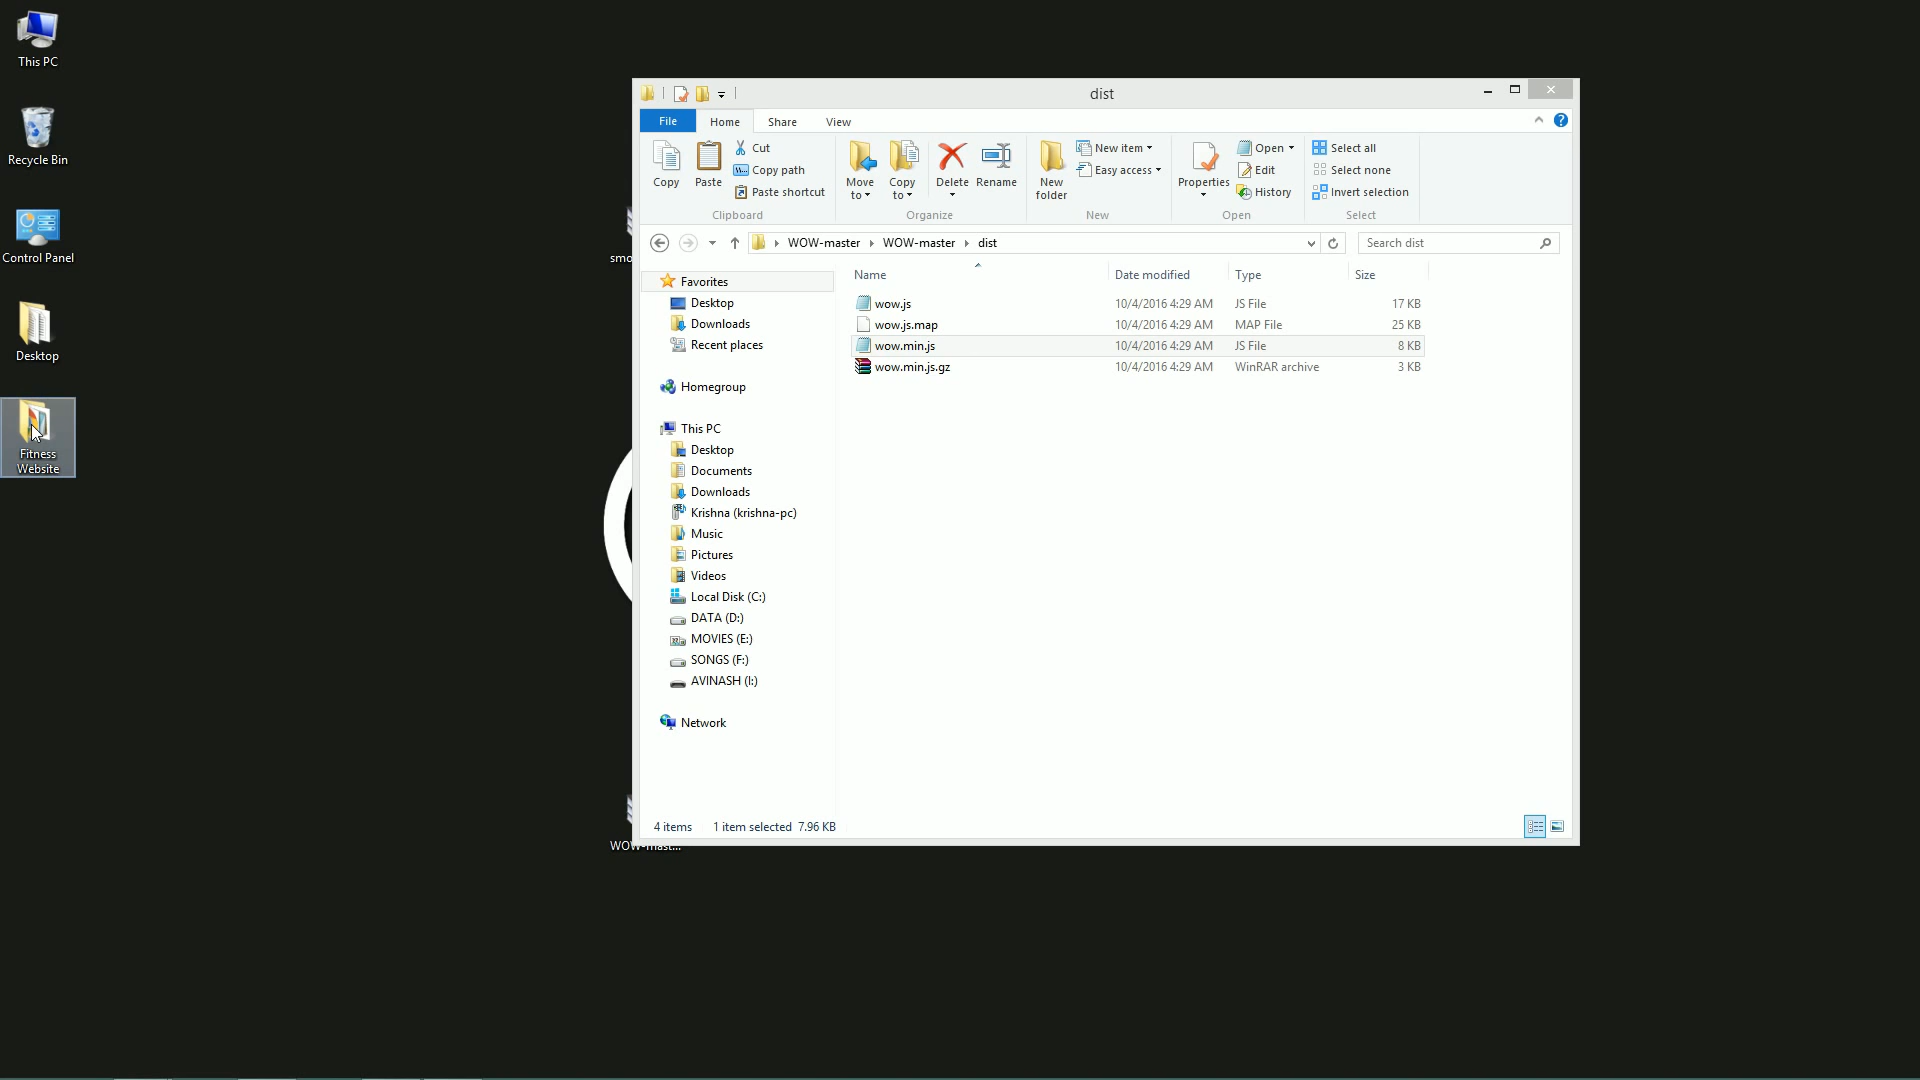 This PC
Recycle Bin
Control Panel
Desktop
Fitness
Website
smo
WOW-mast...
dist
File Home Share View
Copy
Paste
Cut
Copy path
Paste shortcut
Clipboard
Move to
Copy to
Delete
Rename
Organize
New folder
New item
Easy access
New
Properties
Open
Edit
History
Open
Select all
Select none
Invert selection
Select
WOW-master WOW-master dist
Search dist
Favorites
Desktop
Downloads
Recent places
Homegroup
This PC
Desktop
Documents
Downloads
Krishna (krishna-pc)
Music
Pictures
Videos
Local Disk (C:)
DATA (D:)
MOVIES (E:)
SONGS (F:)
AVINASH (I:)
Network
Name Date modified Type Size
wow.js 10/4/2016 4:29 AM JS File 17 KB
wow.js.map 10/4/2016 4:29 AM MAP File 25 KB
wow.min.js 10/4/2016 4:29 AM JS File 8 KB
wow.min.js.gz 10/4/2016 4:29 AM WinRAR archive 3 KB
4 items 1 item selected 7.96 KB